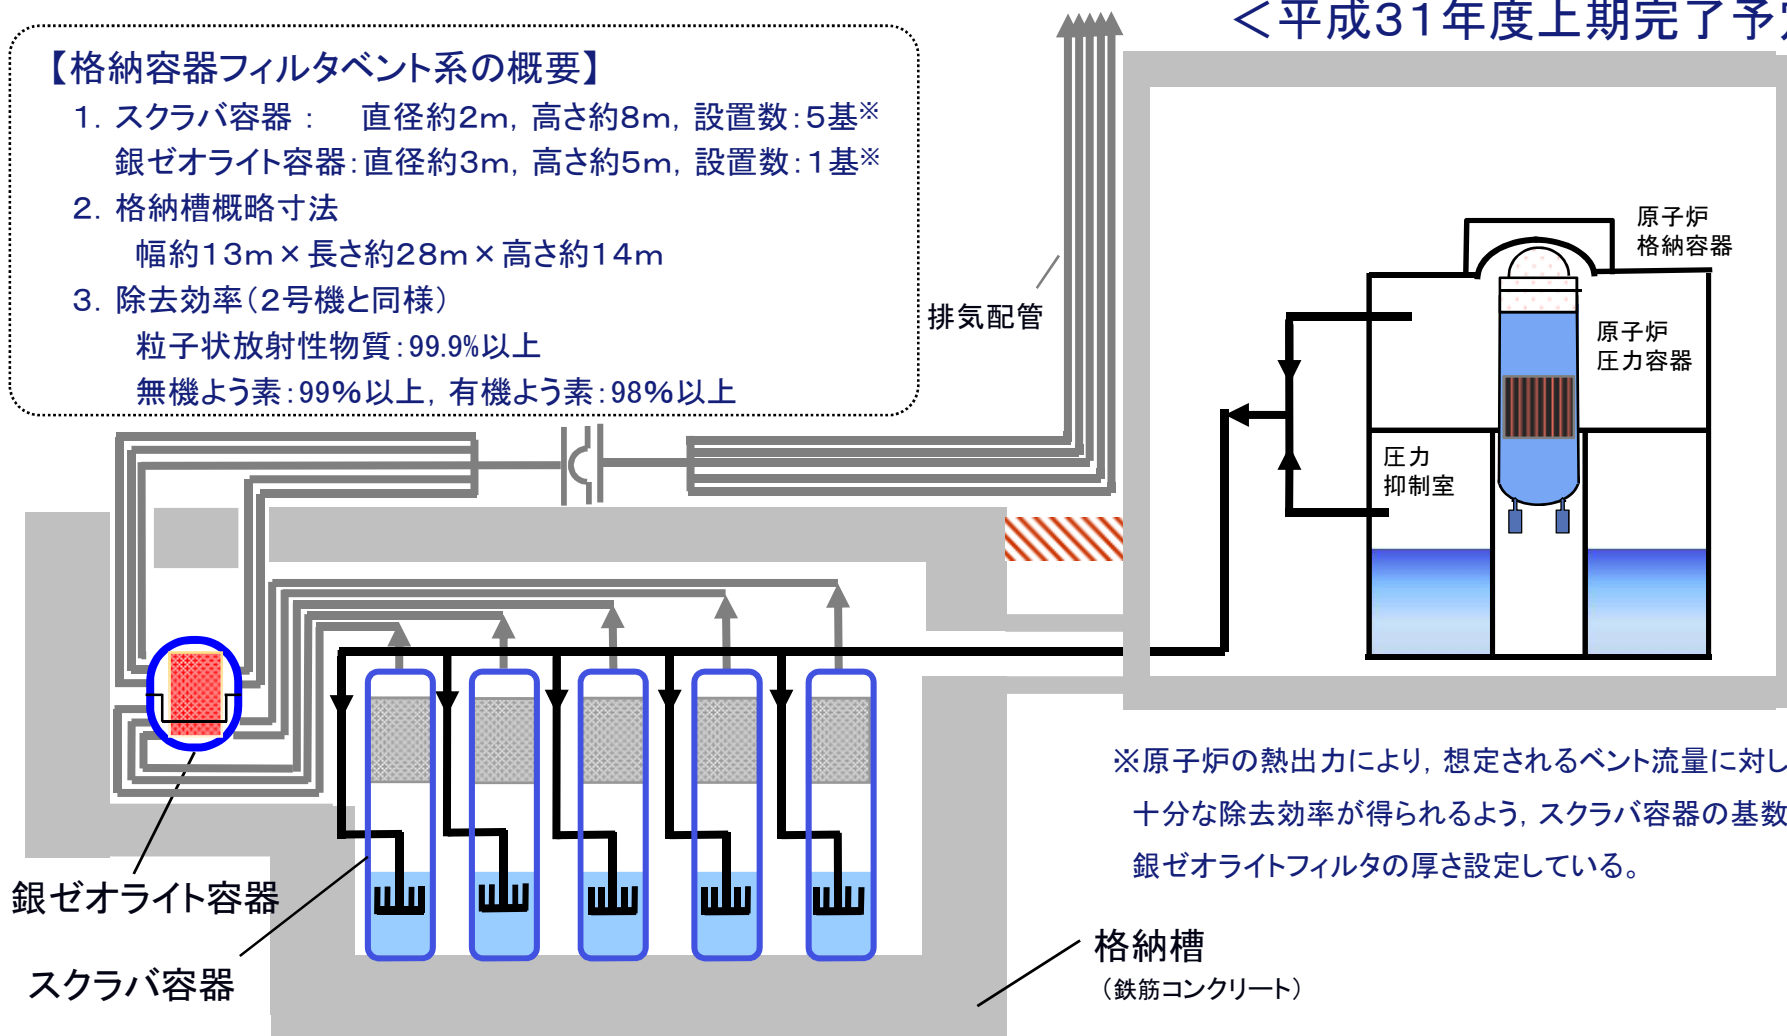 ＜平成３１年度上期完了予定
【格納容器フィルタベント系の概要】
１．スクラバ容器： 直径約２ｍ，高さ約８ｍ，設置数：５基※
銀ゼオライト容器：直径約３ｍ，高さ約５ｍ，設置数：１基※
２．格納槽概略寸法
幅約１３ｍ×長さ約２８ｍ×高さ約１４ｍ
３．除去効率（２号機と同様）
粒子状放射性物質：99.9%以上
無機よう素：99％以上，有機よう素：98％以上
排気配管
原子炉
格納容器
原子炉
圧力容器
圧力
抑制室
※原子炉の熱出力により，想定されるベント流量に対し
十分な除去効率が得られるよう，スクラバ容器の基数
銀ゼオライトフィルタの厚さ設定している。
銀ゼオライト容器
スクラバ容器
格納槽
（鉄筋コンクリート）